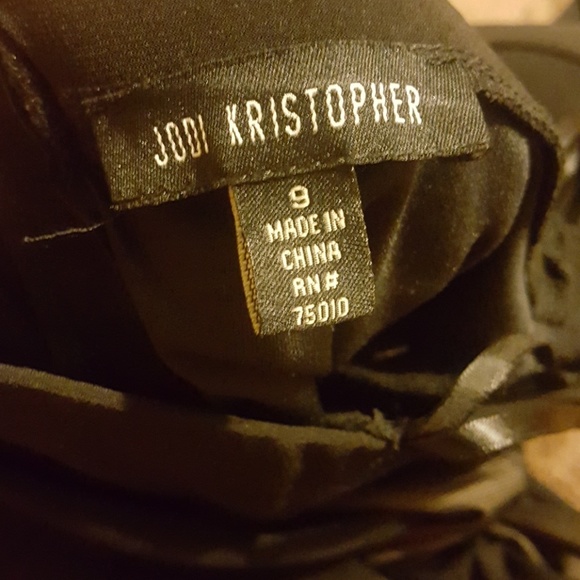 JODI KRISTOPHER
9
MADE IN
CHINA
RN#
75010